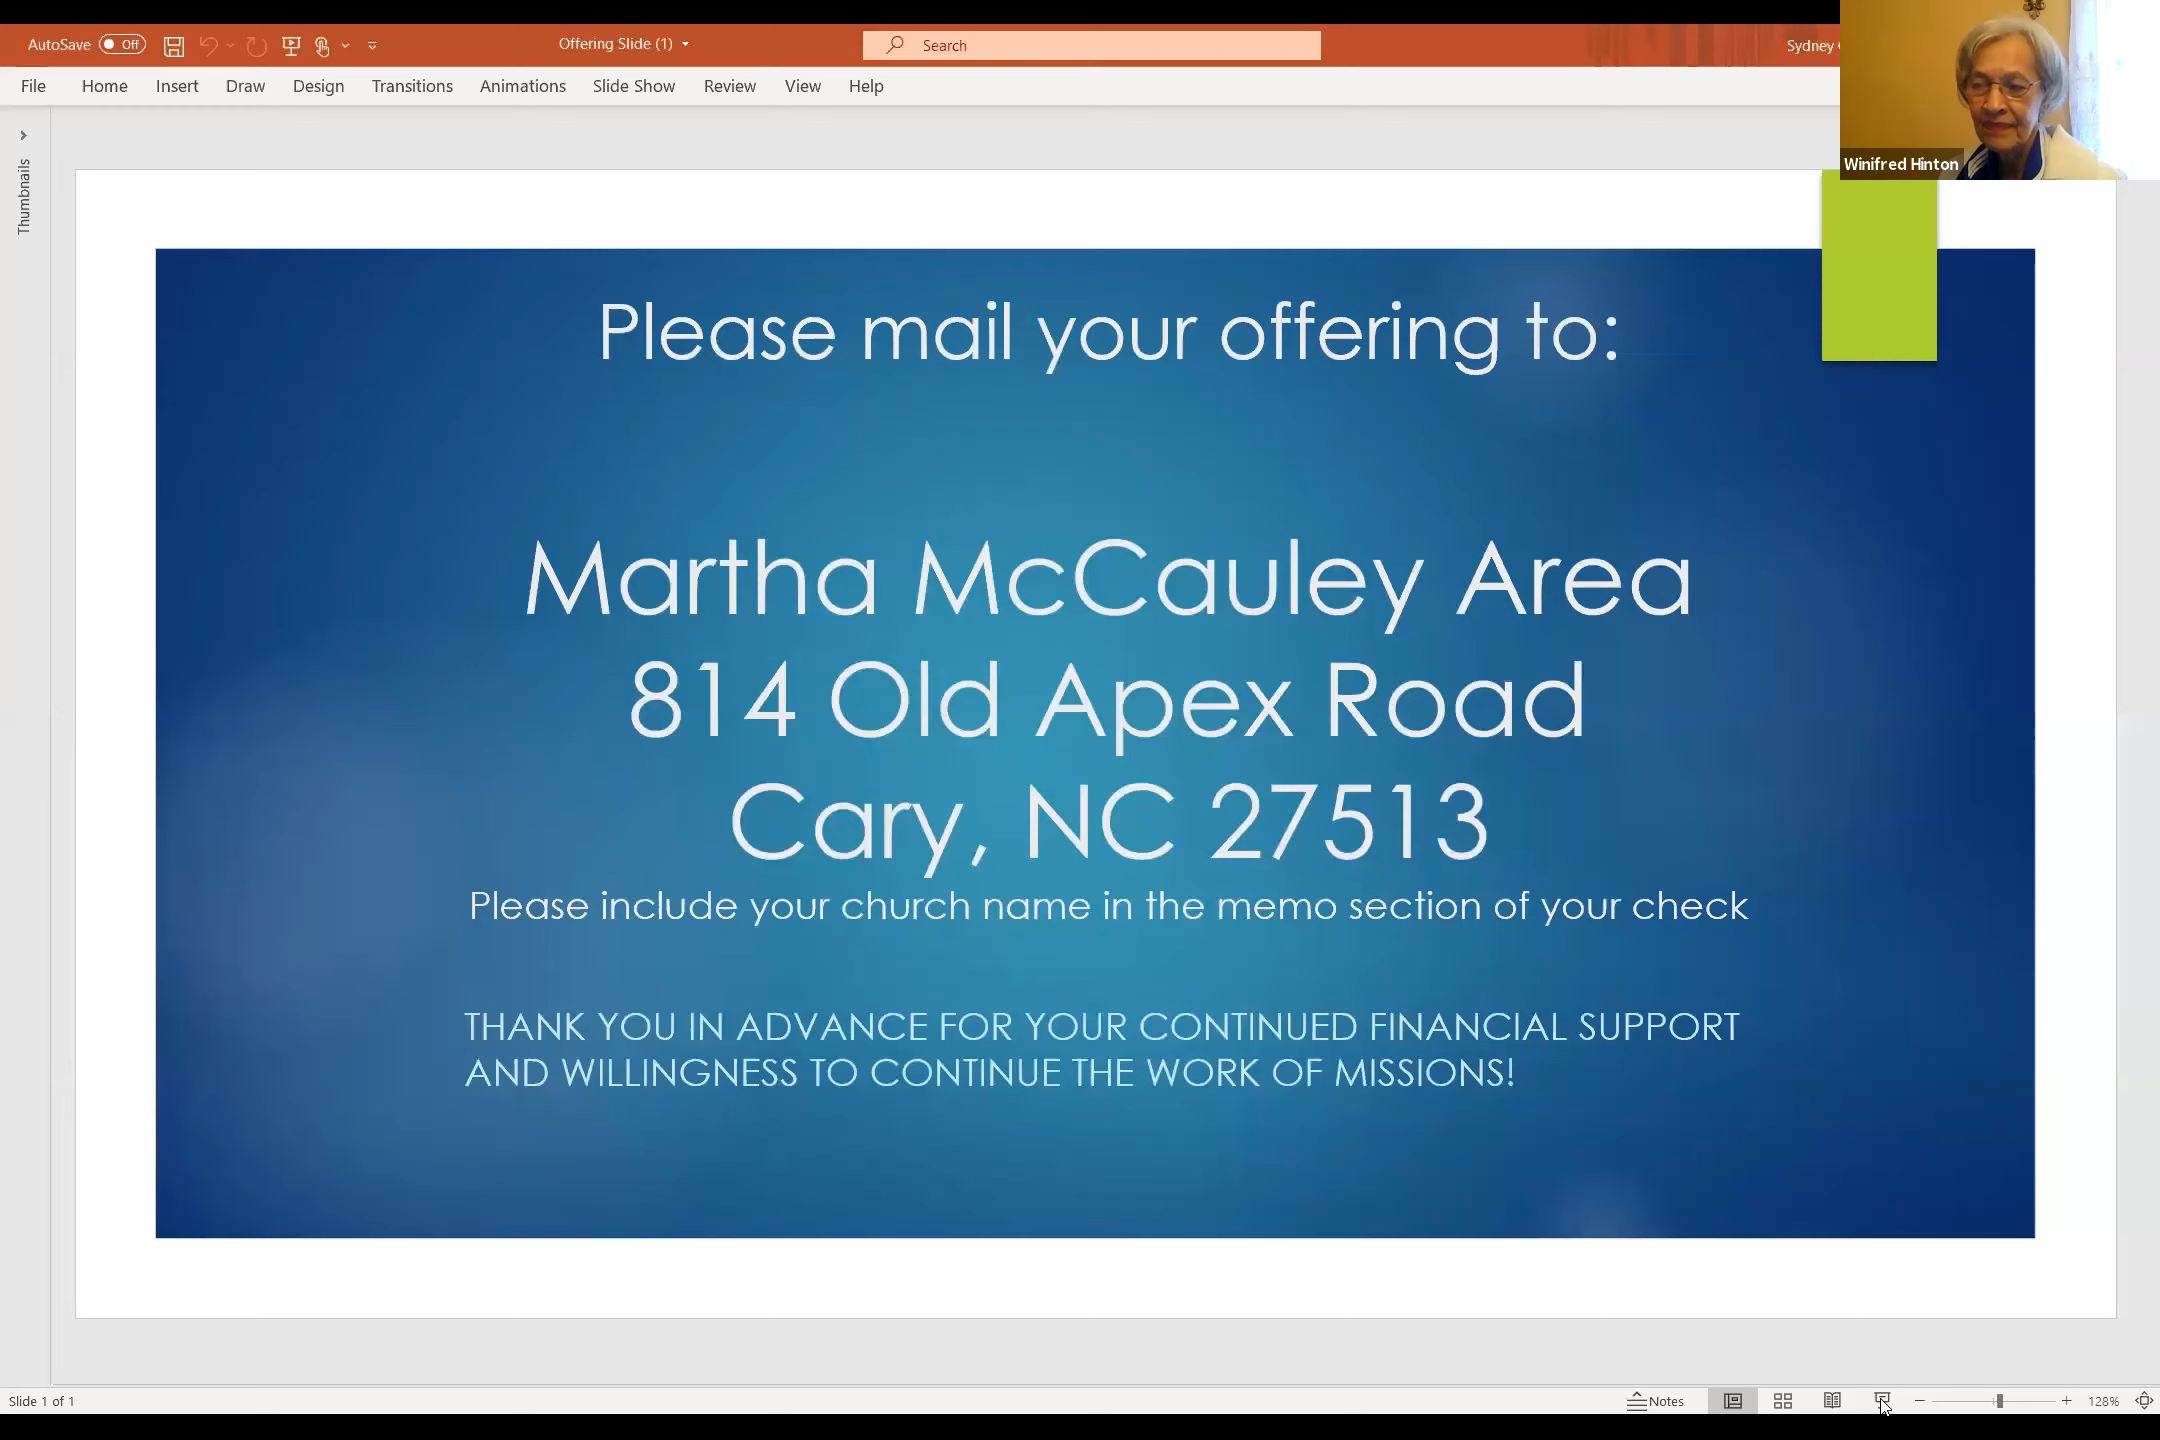 AutoSave Off
Offering Slide (1)
Search
Sydney
Winifred Hinton
File Home Insert Draw Design Transitions Animations Slide Show Review View Help
Thumbnails
Please mail your offering to:
Martha McCauley Area
814 Old Apex Road
Cary, NC 27513
Please include your church name in the memo section of your check
THANK YOU IN ADVANCE FOR YOUR CONTINUED FINANCIAL SUPPORT
AND WILLINGNESS TO CONTINUE THE WORK OF MISSIONS!
Slide 1 of 1
Notes
128%